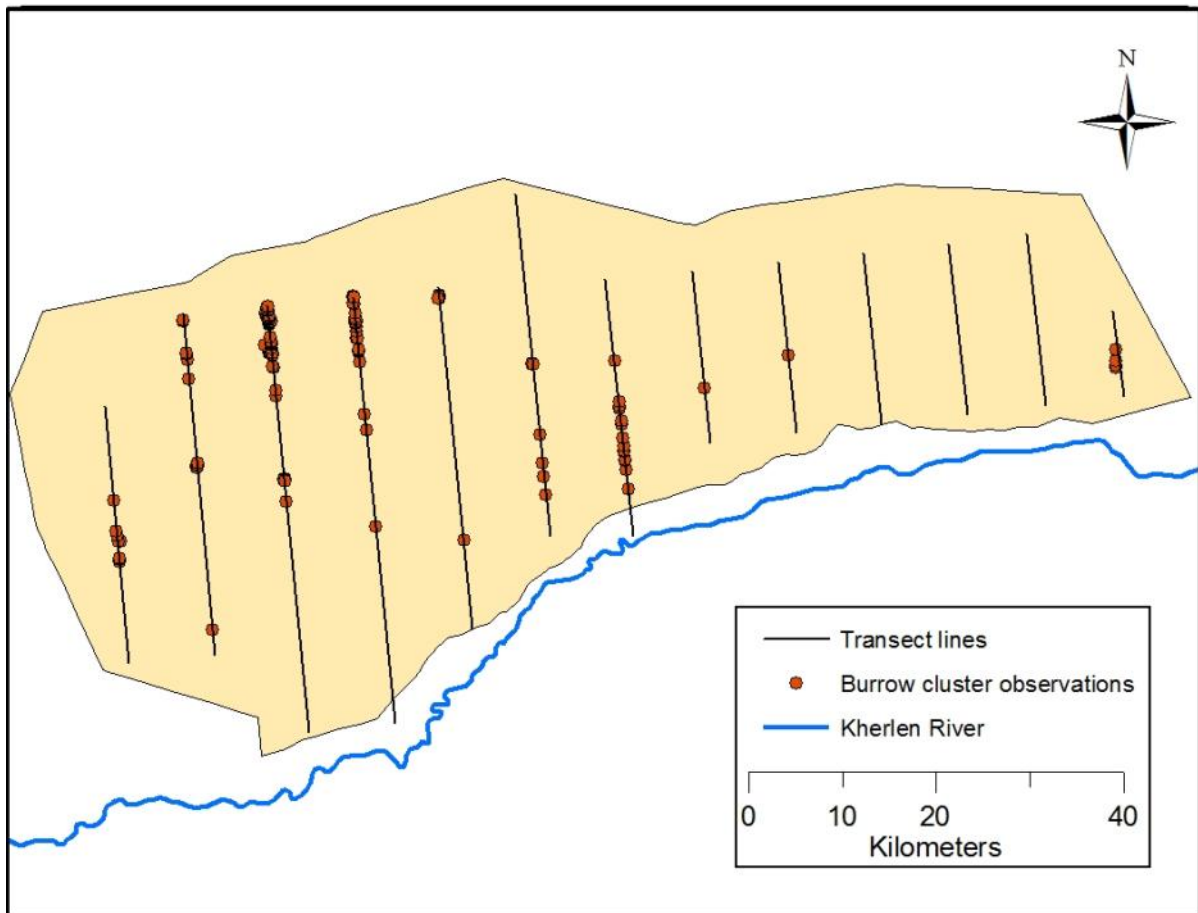 N
Transect lines
Burrow cluster observations
Kherlen River
0 10 20 40
Kilometers